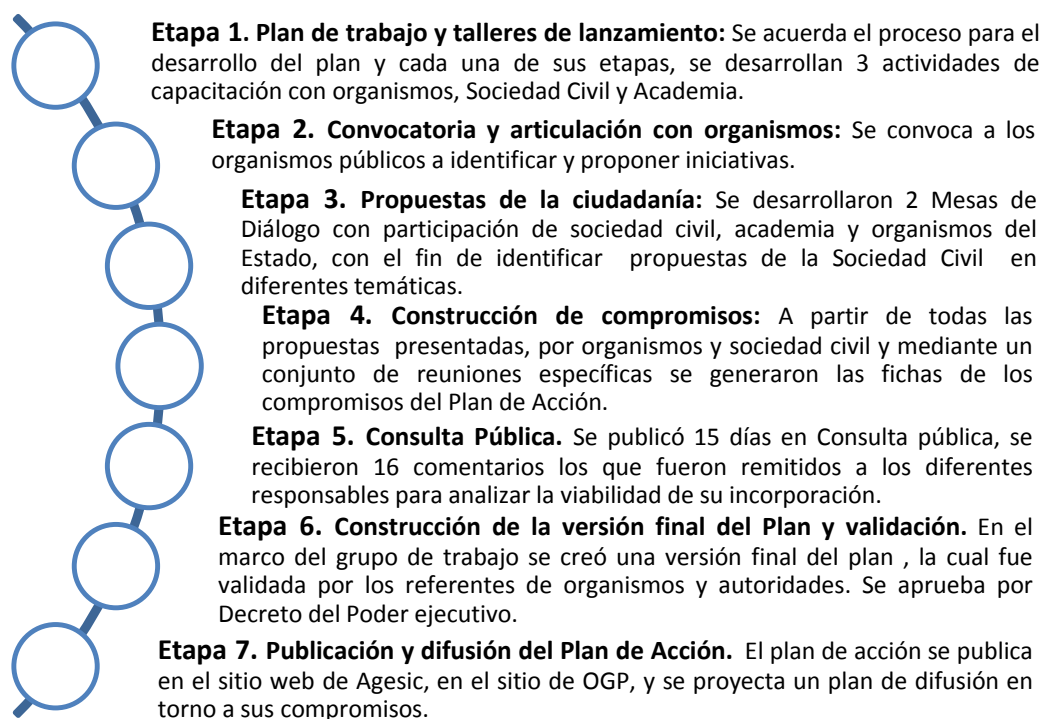 Etapa 1. Plan de trabajo y talleres de lanzamiento: Se acuerda el proceso para el
desarrollo del plan y cada una de sus etapas, se desarrollan 3 actividades de
capacitación con organismos, Sociedad Civil y Academia.
Etapa 2. Convocatoria y articulación con organismos: Se convoca a los
organismos públicos a identificar y proponer iniciativas.
Etapa 3. Propuestas de la ciudadanía: Se desarrollaron 2 Mesas de
Diálogo con participación de sociedad civil, academia y organismos del
Estado, con el fin de identificar propuestas de la Sociedad Civil en
diferentes temáticas.
Etapa 4. Construcción de compromisos: A partir de todas las
propuestas presentadas, por organismos y sociedad civil y mediante un
conjunto de reuniones específicas se generaron las fichas de los
compromisos del Plan de Acción.
Etapa 5. Consulta Pública. Se publicó 15 días en Consulta pública, se
recibieron 16 comentarios los que fueron remitidos a los diferentes
responsables para analizar la viabilidad de su incorporación.
Etapa 6. Construcción de la versión final del Plan y validación. En el
marco del grupo de trabajo se creó una versión final del plan , la cual fue
validada por los referentes de organismos y autoridades. Se aprueba por
Decreto del Poder ejecutivo.
Etapa 7. Publicación y difusión del Plan de Acción. El plan de acción se publica
en el sitio web de Agesic, en el sitio de OGP, y se proyecta un plan de difusión en
torno a sus compromisos.